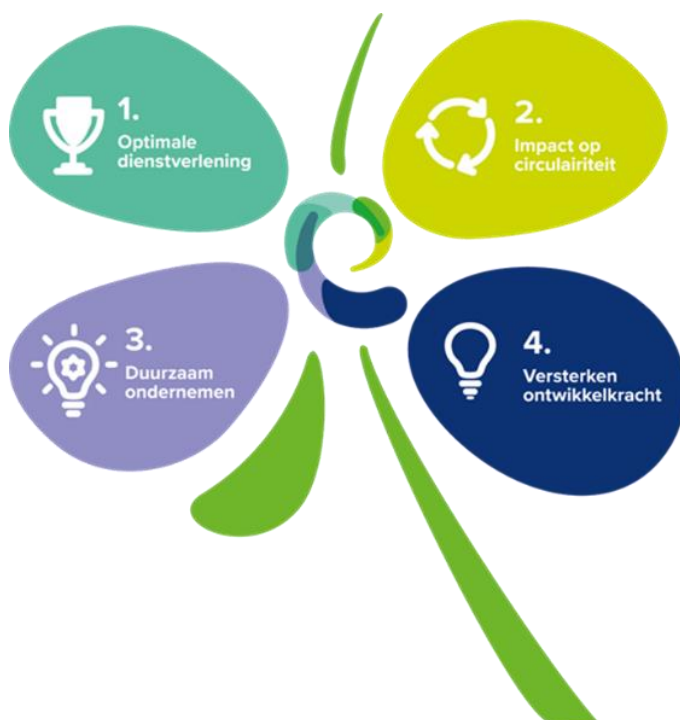 1.
Optimale
dienstverlening
2.
Impact op
circulairiteit
3.
Duurzaam
ondernemen
4.
Versterken
ontwikkelkracht